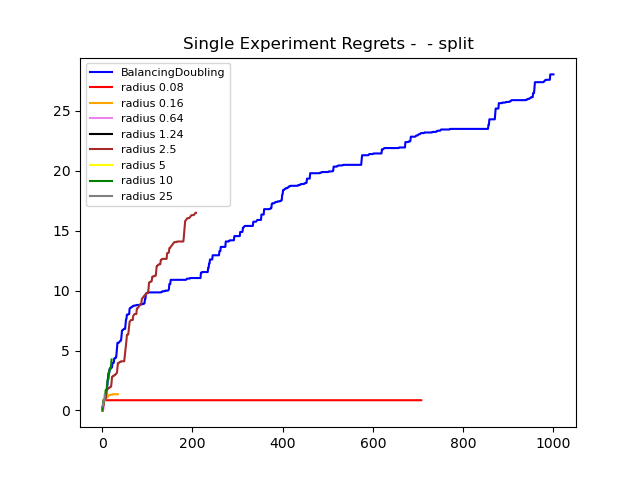 Single Experiment Regrets -  - split
BalancingDoubling
radius 0.08
radius 0.16
radius 0.64
radius 1.24
radius 2.5
radius 5
radius 10
radius 25
25
20
15
10
5
0
0 200 400 600 800 1000